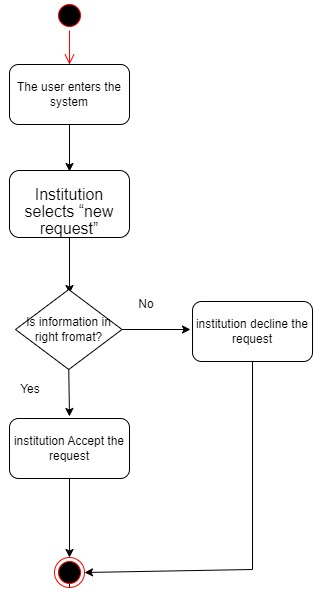 The user enters the
system
Institution
selects “new
request”
Is information in
right fromat?
No
institution decline the
request
Yes
institution Accept the
request